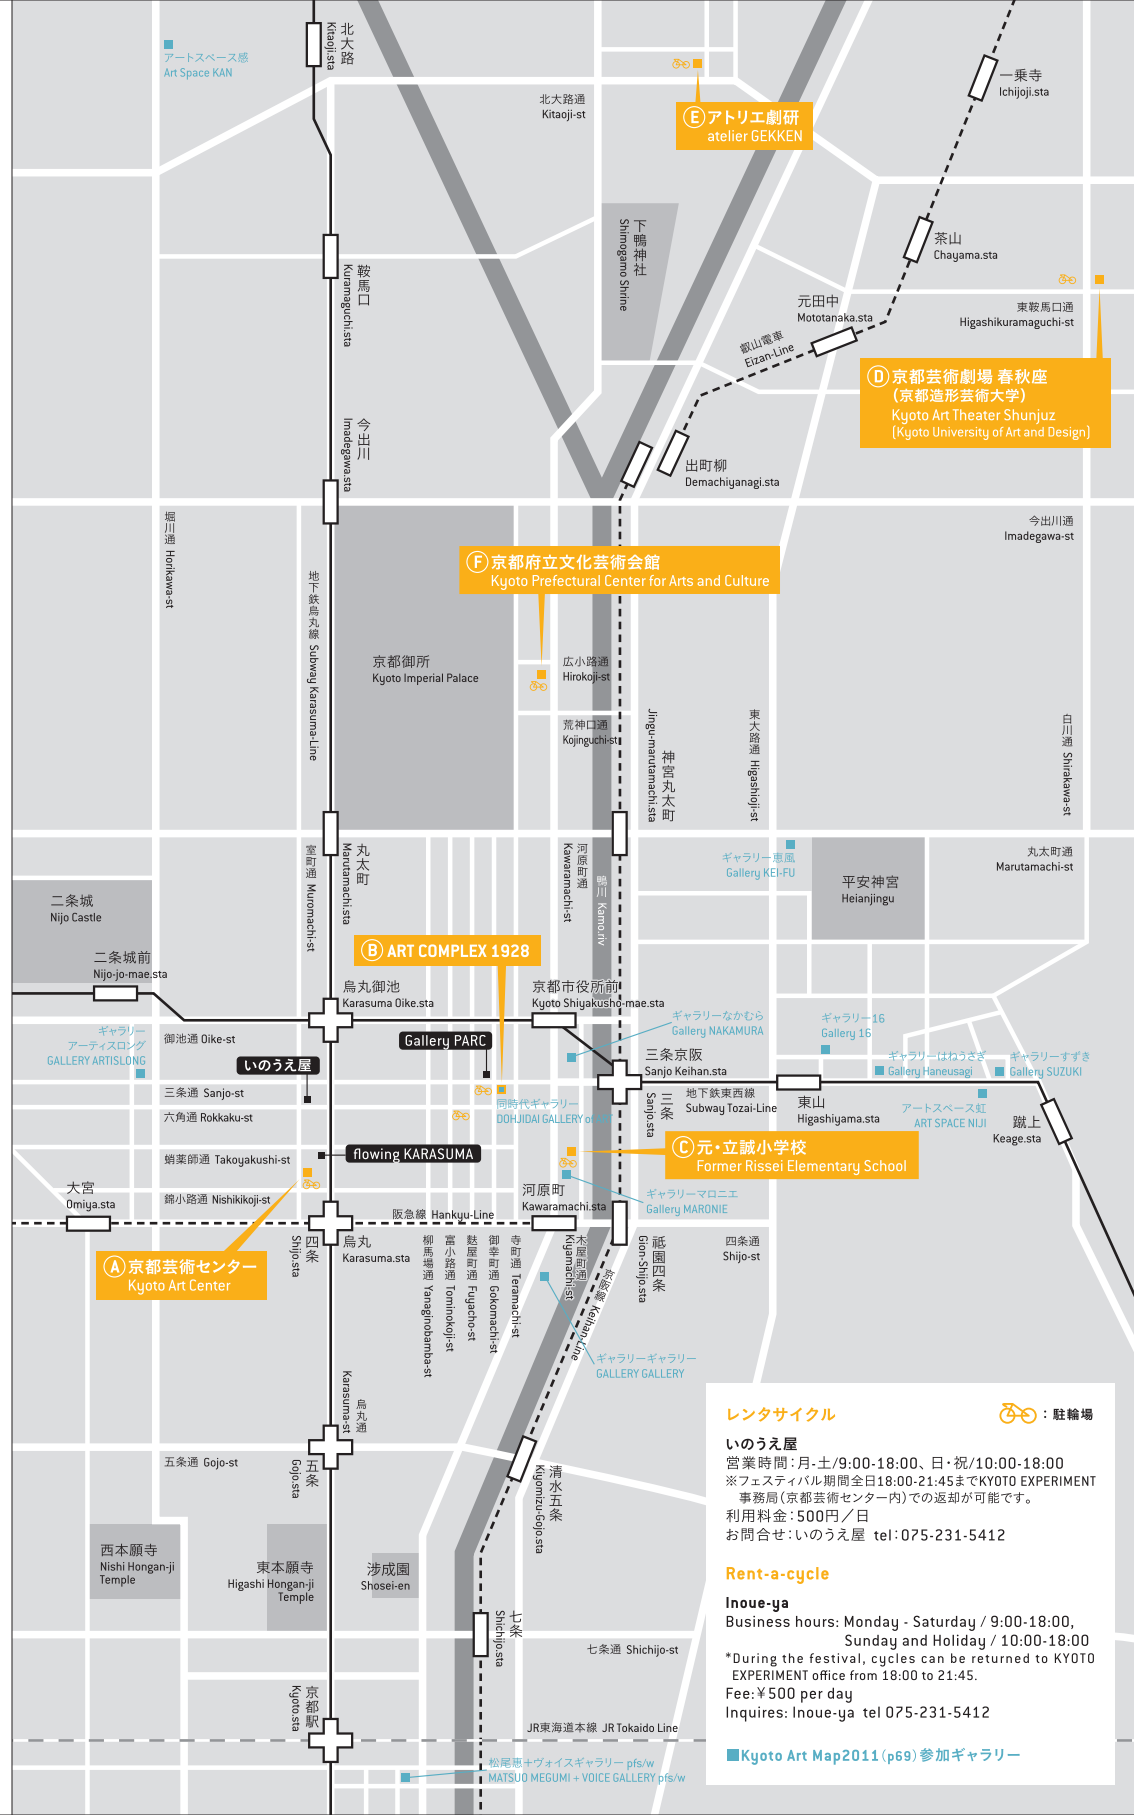 北大路
Kitaoji.sta
アートスペース感
Art Space KAN
北大路通
Kitaoji-st
Ⓔアトリエ劇研
atelier GEKKEN
一乗寺
Ichijoji.sta
下鴨神社
Shimogamo Shrine
茶山
Chayama.sta
鞍馬口
Kuramaguchi.sta
元田中
Mototanaka.sta
東鞍馬口通
Higashikuramaguchi-st
叡山電車
Eizan-Line
Ⓓ京都芸術劇場 春秋座
(京都造形芸術大学)
Kyoto Art Theater Shunjuz
[Kyoto University of Art and Design]
今出川
Imadegawa.sta
出町柳
Demachiyanagi.sta
堀川通 Horikawa-st
今出川通
Imadegawa-st
Ⓕ京都府立文化芸術会館
Kyoto Prefectural Center for Arts and Culture
地下鉄烏丸線 Subway Karasuma-Line
京都御所
Kyoto Imperial Palace
広小路通
Hirokoji-st
荒神口通
Kojinguchi-st
神宮丸太町
Jingu-marutamachi.sta
東大路通 Higashioji-st
白川通 Shirakawa-st
丸太町
Marutamachi.sta
室町通 Muromachi-st
河原町通
Kawaramachi-st
鴨川 Kamo.riv
ギャラリー恵風
Gallery KEI-FU
平安神宮
Heianjingu
丸太町通
Marutamachi-st
二条城
Nijo Castle
二条城前
Nijo-jo-mae.sta
Ⓑ ART COMPLEX 1928
烏丸御池
Karasuma Oike.sta
京都市役所前
Kyoto Shiyakusho-mae.sta
ギャラリー
アーティスロング
GALLERY ARTISLONG
御池通 Oike-st
Gallery PARC
いのうえ屋
ギャラリーなかむら
Gallery NAKAMURA
ギャラリー16
Gallery 16
三条京阪
Sanjo Keihan.sta
ギャラリーはねうさぎ
Gallery Haneusagi
ギャラリーすずき
Gallery SUZUKI
三条通 Sanjo-st
同時代ギャラリー
DOHJIDAI GALLERY of
三条
Sanjo.sta
地下鉄東西線
Subway Tozai-Line
東山
Higashiyama.sta
アートスペース虹
ART SPACE NIJI
蹴上
Keage.sta
六角通 Rokkaku-st
蛸薬師通 Takoyakushi-st
flowing KARASUMA
Ⓒ元・立誠小学校
Former Rissei Elementary School
大宮
Omiya.sta
錦小路通 Nishikikoji-st
河原町
Kawaramachi.sta
ギャラリーマロニエ
Gallery MARONIE
阪急線 Hankyu-Line
Ⓐ京都芸術センター
Kyoto Art Center
四条
Shijo.sta
烏丸
Karasuma.sta
柳馬場通 Yanaginobamba-st
富小路通 Tominokoji-st
麩屋町通 Fuyacho-st
御幸町通 Gokomachi-st
寺町通 Teramachi-st
木屋町通
Kiyamachi-st
祇園四条
Gion-Shijo.sta
四条通
Shijo-st
京阪線 Keihan-Line
ギャラリーギャラリー
GALLERY GALLERY
烏丸通
Karasuma-st
五条通 Gojo-st
五条
Gojo.sta
清水五条
Kiyomizu-Gojo.sta
西本願寺
Nishi Hongan-ji
Temple
東本願寺
Higashi Hongan-ji
Temple
渉成園
Shosei-en
七条
Shichijo.sta
七条通 Shichijo-st
京都駅
Kyoto.sta
JR東海道本線 JR Tokaido Line
松尾恵+ヴォイスギャラリー pfs/w
MATSUO MEGUMI + VOICE GALLERY pfs/w
レンタサイクル
：駐輪場
いのうえ屋
営業時間：月-土/9:00-18:00、日・祝/10:00-18:00
※フェスティバル期間全日18:00-21:45までKYOTO EXPERIMENT
事務局(京都芸術センター内)での返却が可能です。
利用料金：500円／日
お問合せ：いのうえ屋 tel：075-231-5412
Rent-a-cycle
Inoue-ya
Business hours: Monday - Saturday / 9:00-18:00,
Sunday and Holiday / 10:00-18:00
*During the festival, cycles can be returned to KYOTO
EXPERIMENT office from 18:00 to 21:45.
Fee:￥500 per day
Inquires: Inoue-ya tel 075-231-5412
■Kyoto Art Map2011(p69)参加ギャラリー